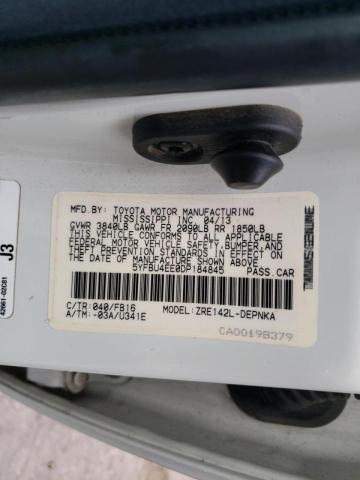 MFD. BY: TOYOTA MOTOR MANUFACTURING
MISSISSIPPI INC. 04/13
GVWR 3840LB GAWR FR 2090LB RR 1850LB
THIS VEHICLE CONFORMS TO ALL APPLICABLE
FEDERAL MOTOR VEHICLE SAFETY,BUMPER,AND
THEFT PREVENTION STANDARDS IN EFFECT ON
THE DATE OF MANUFACTURE SHOWN ABOVE.
5YFBU4EE0DP184845 PASS.CAR
C/TR:040/FB16 MODEL:ZRE142L-DEPNKA
A/TM:-03A/U341E
CA00198379
J3
42661-02C81